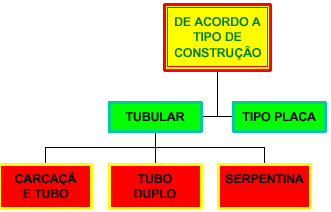 DE ACORDO A
TIPO DE
CONSTRUÇÃO
TUBULAR
TIPO PLACA
CARCAÇÃ
E TUBO
TUBO
DUPLO
SERPENTINA